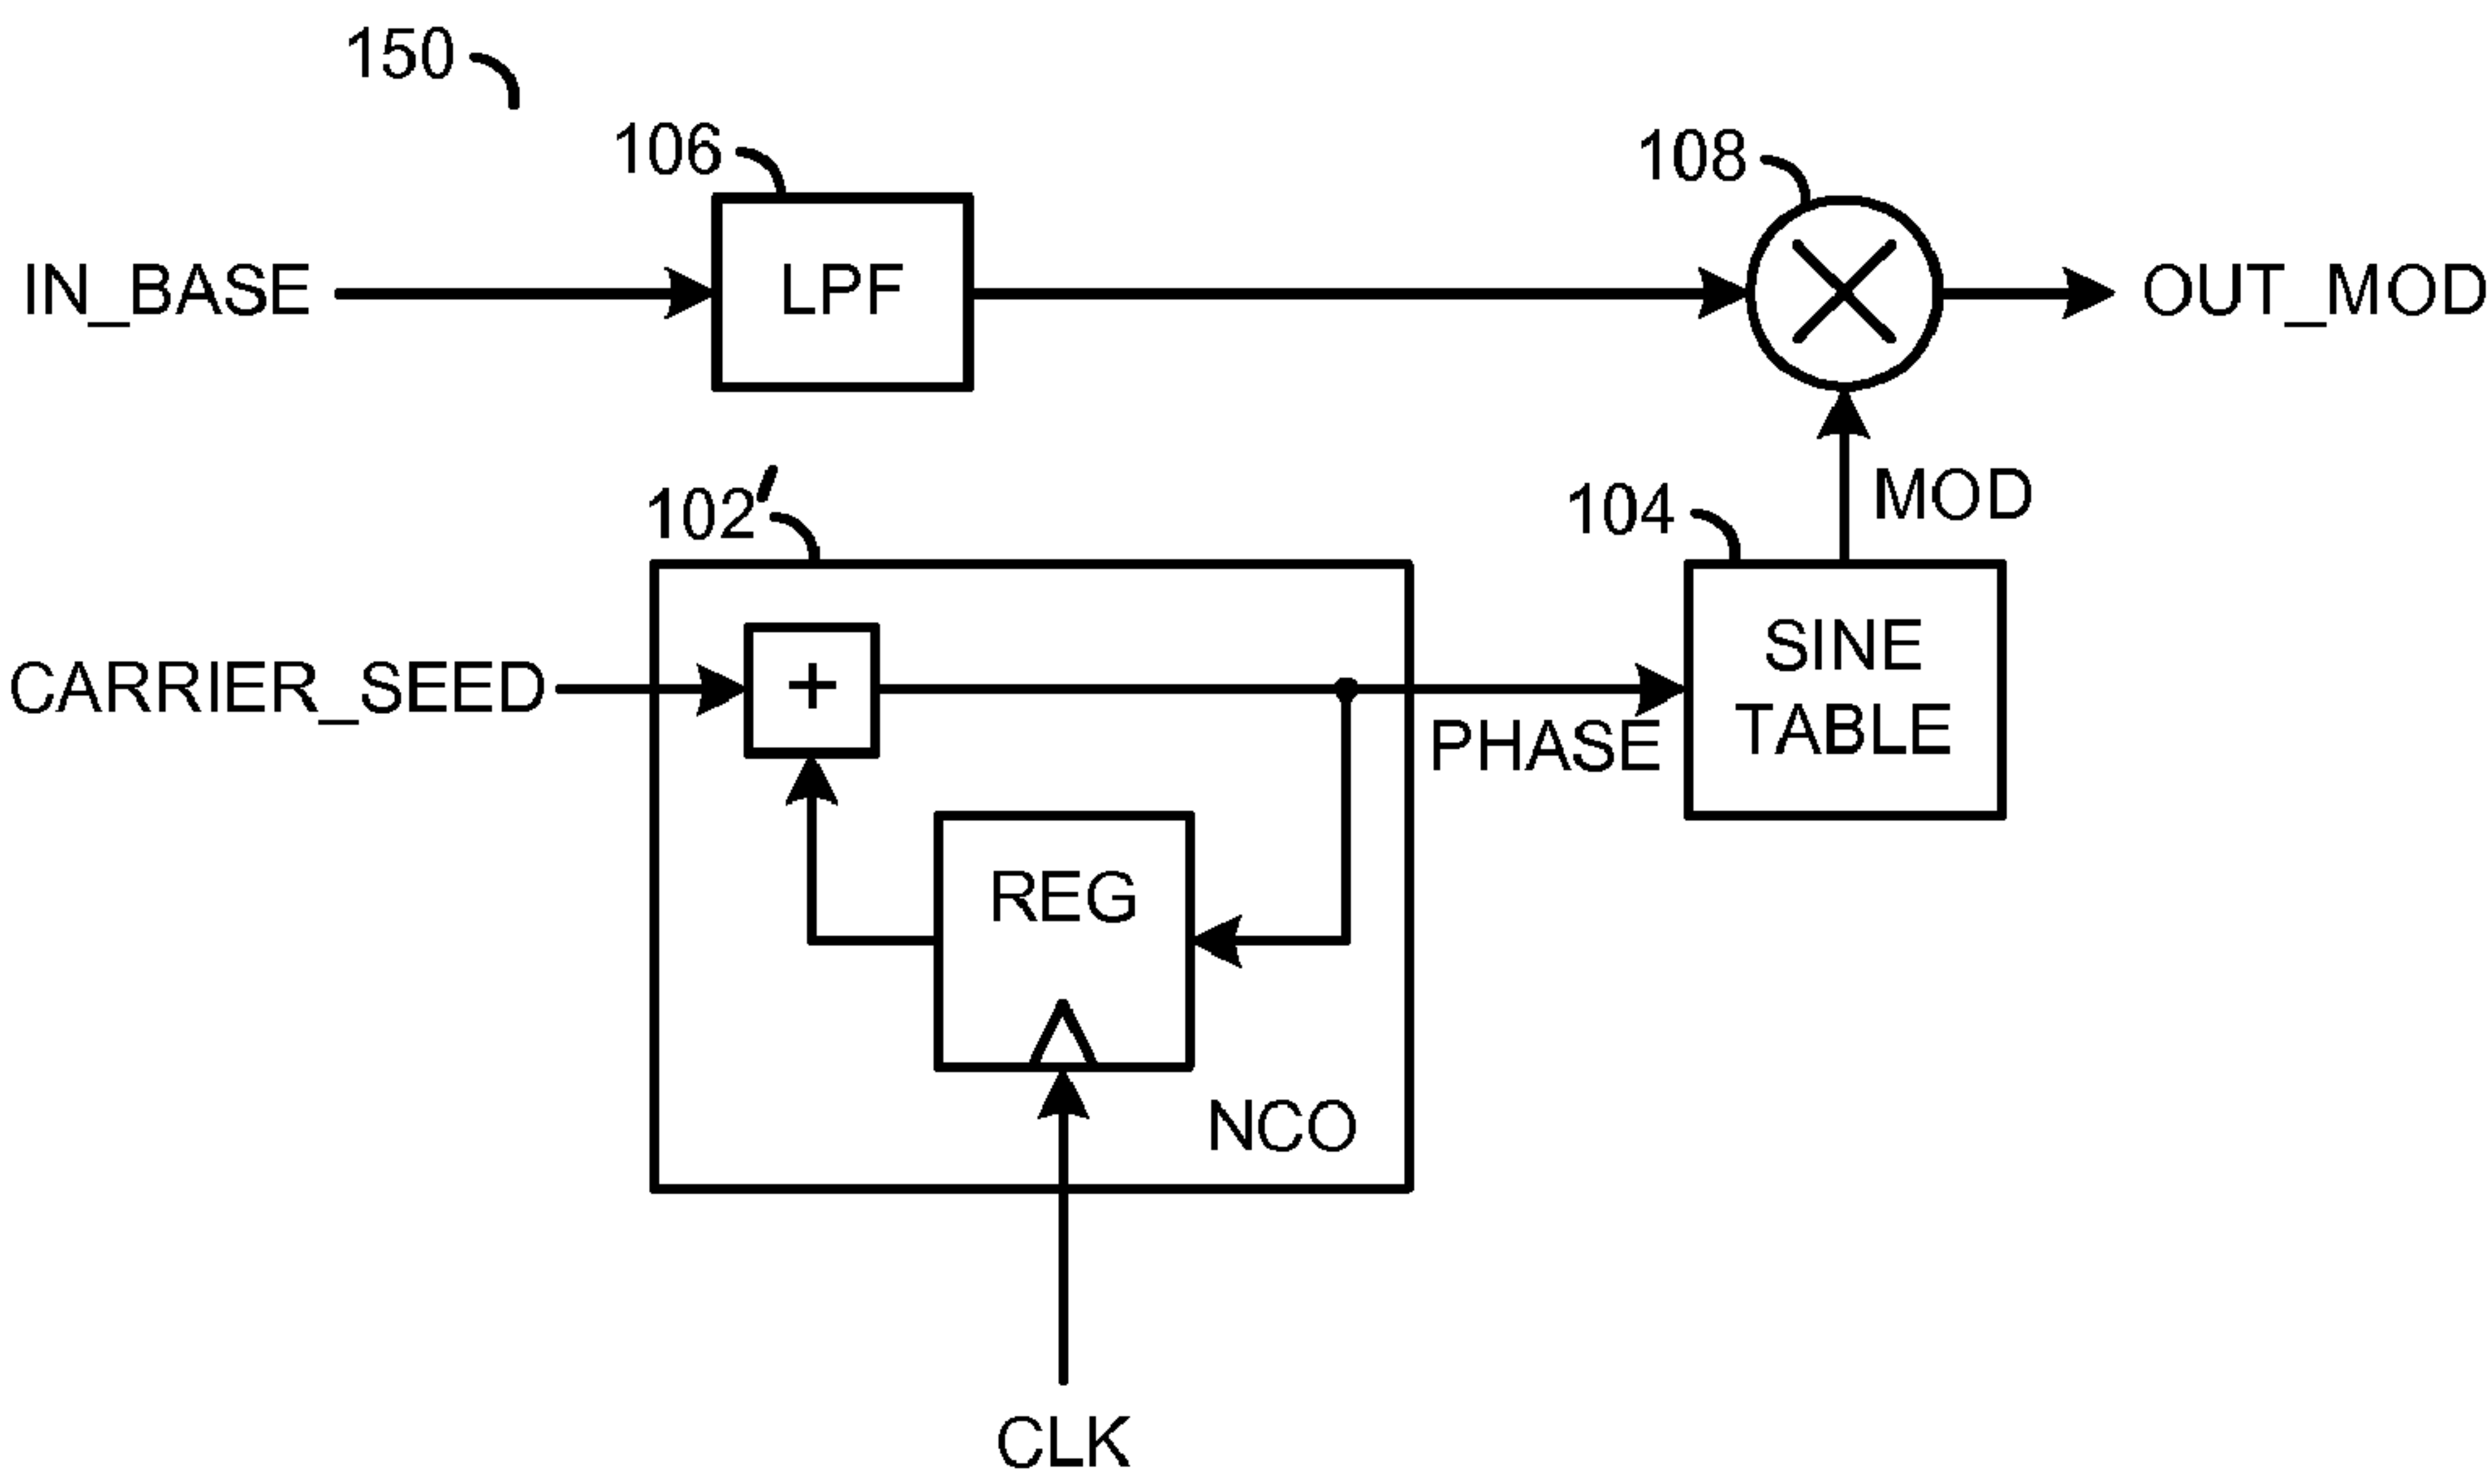 150
106
108
IN_BASE
LPF
OUT_MOD
102′
104
MOD
CARRIER_SEED
+
SINE
TABLE
PHASE
REG
NCO
CLK